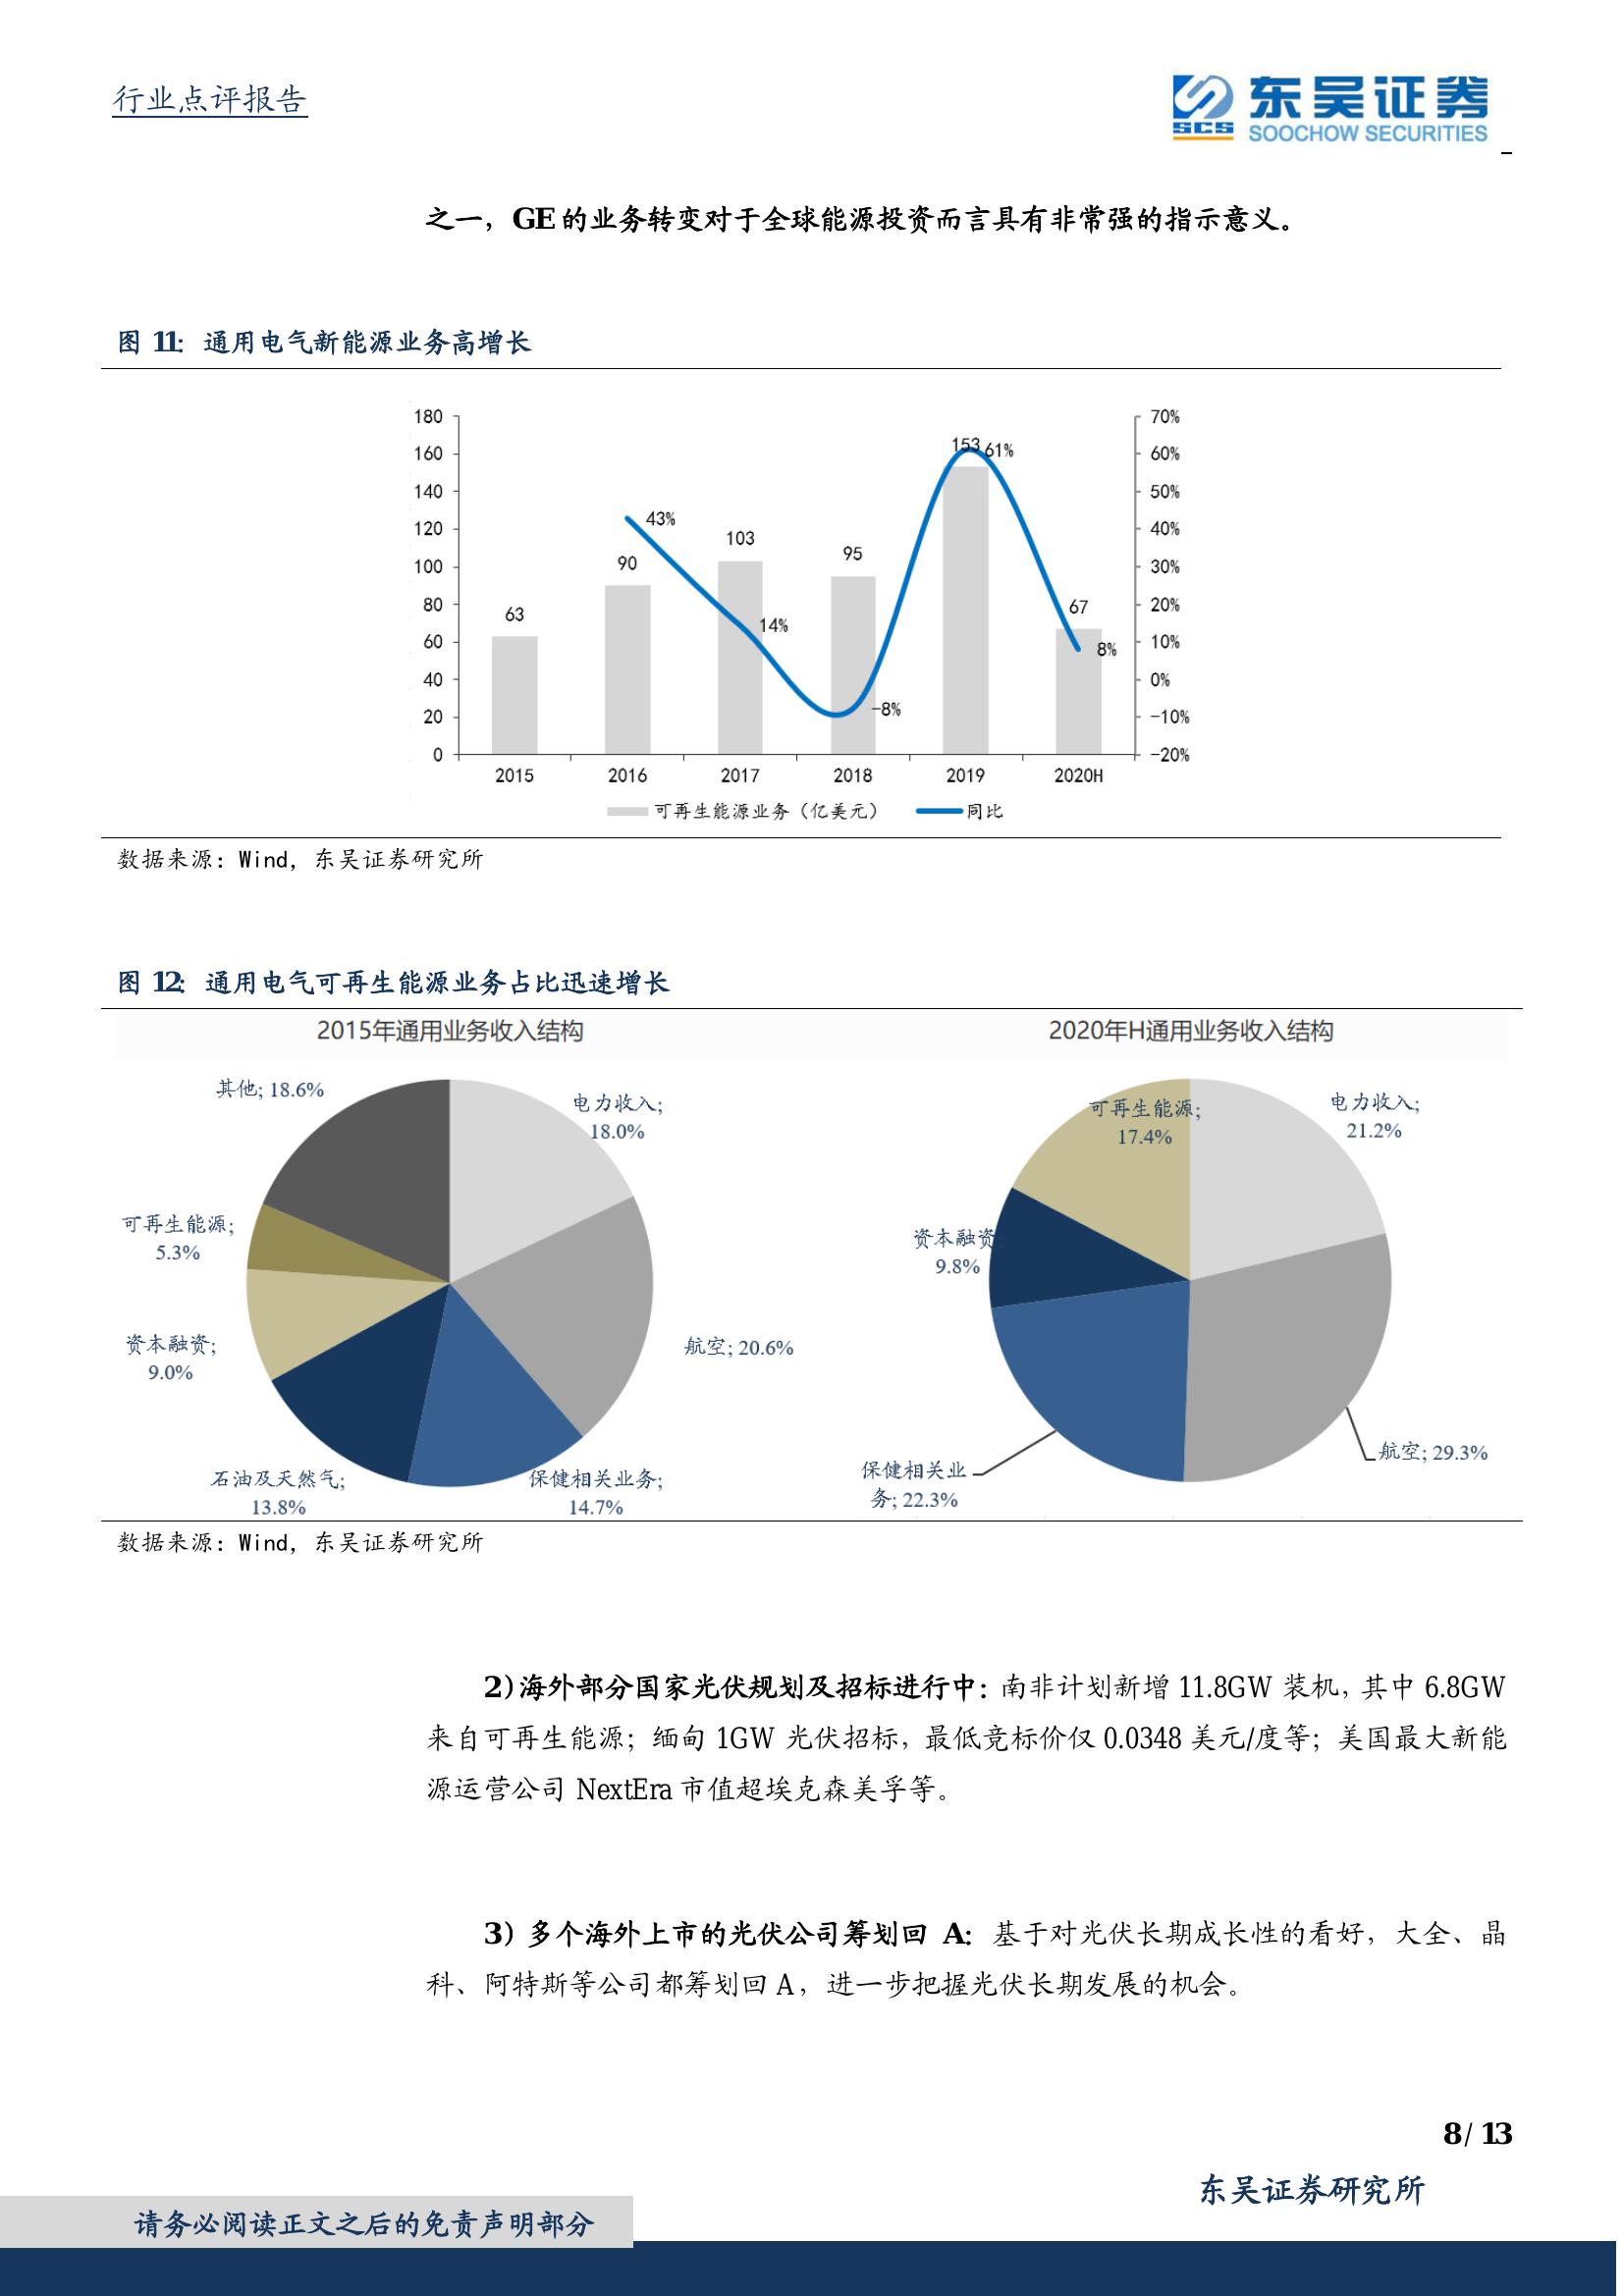 行业点评报告
东吴证券
SCS SOOCHOW SECURITIES
之一，GE 的业务转变对于全球能源投资而言具有非常强的指示意义。
图 11：通用电气新能源业务高增长
180 70%
160 60%
140 50%
120 40%
100 30%
80 20%
60 10%
40 0%
20 -10%
0 -20%
63 90 103 95 153 67
43% 14% -8% 61% 8%
2015 2016 2017 2018 2019 2020H
可再生能源业务（亿美元） 同比
数据来源：Wind，东吴证券研究所
图 12：通用电气可再生能源业务占比迅速增长
2015年通用业务收入结构
其他; 18.6%
电力收入;
18.0%
可再生能源;
5.3%
航空; 20.6%
资本融资;
9.0%
石油及天然气;
13.8%
保健相关业务;
14.7%
2020年H通用业务收入结构
可再生能源;
17.4%
电力收入;
21.2%
资本融资
9.8%
航空; 29.3%
保健相关业
务; 22.3%
数据来源：Wind，东吴证券研究所
2）海外部分国家光伏规划及招标进行中：南非计划新增 11.8GW 装机，其中 6.8GW
来自可再生能源；缅甸 1GW 光伏招标，最低竞标价仅 0.0348 美元/度等；美国最大新能
源运营公司 NextEra 市值超埃克森美孚等。
3）多个海外上市的光伏公司筹划回 A：基于对光伏长期成长性的看好，大全、晶
科、阿特斯等公司都筹划回 A，进一步把握光伏长期发展的机会。
8 / 13
东吴证券研究所
请务必阅读正文之后的免责声明部分